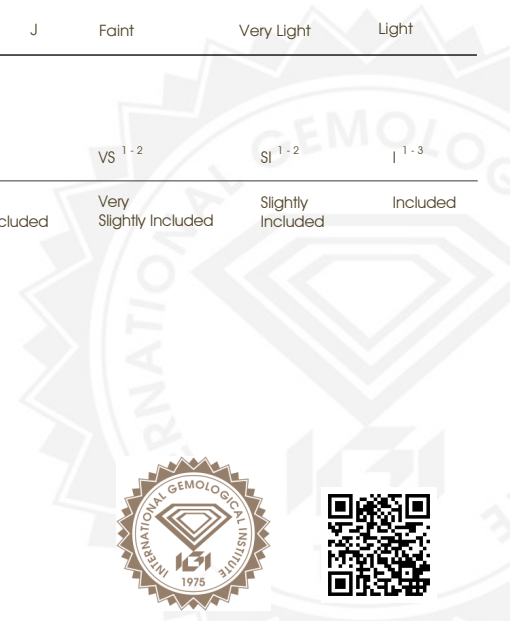 J Faint Very Light Light
VS 1 - 2 SI 1 - 2 I 1 - 3
Very Slightly Included
Slightly Included Included
cluded
INTERNATIONAL GEMOLOGICAL INSTITUTE
IGI
1975